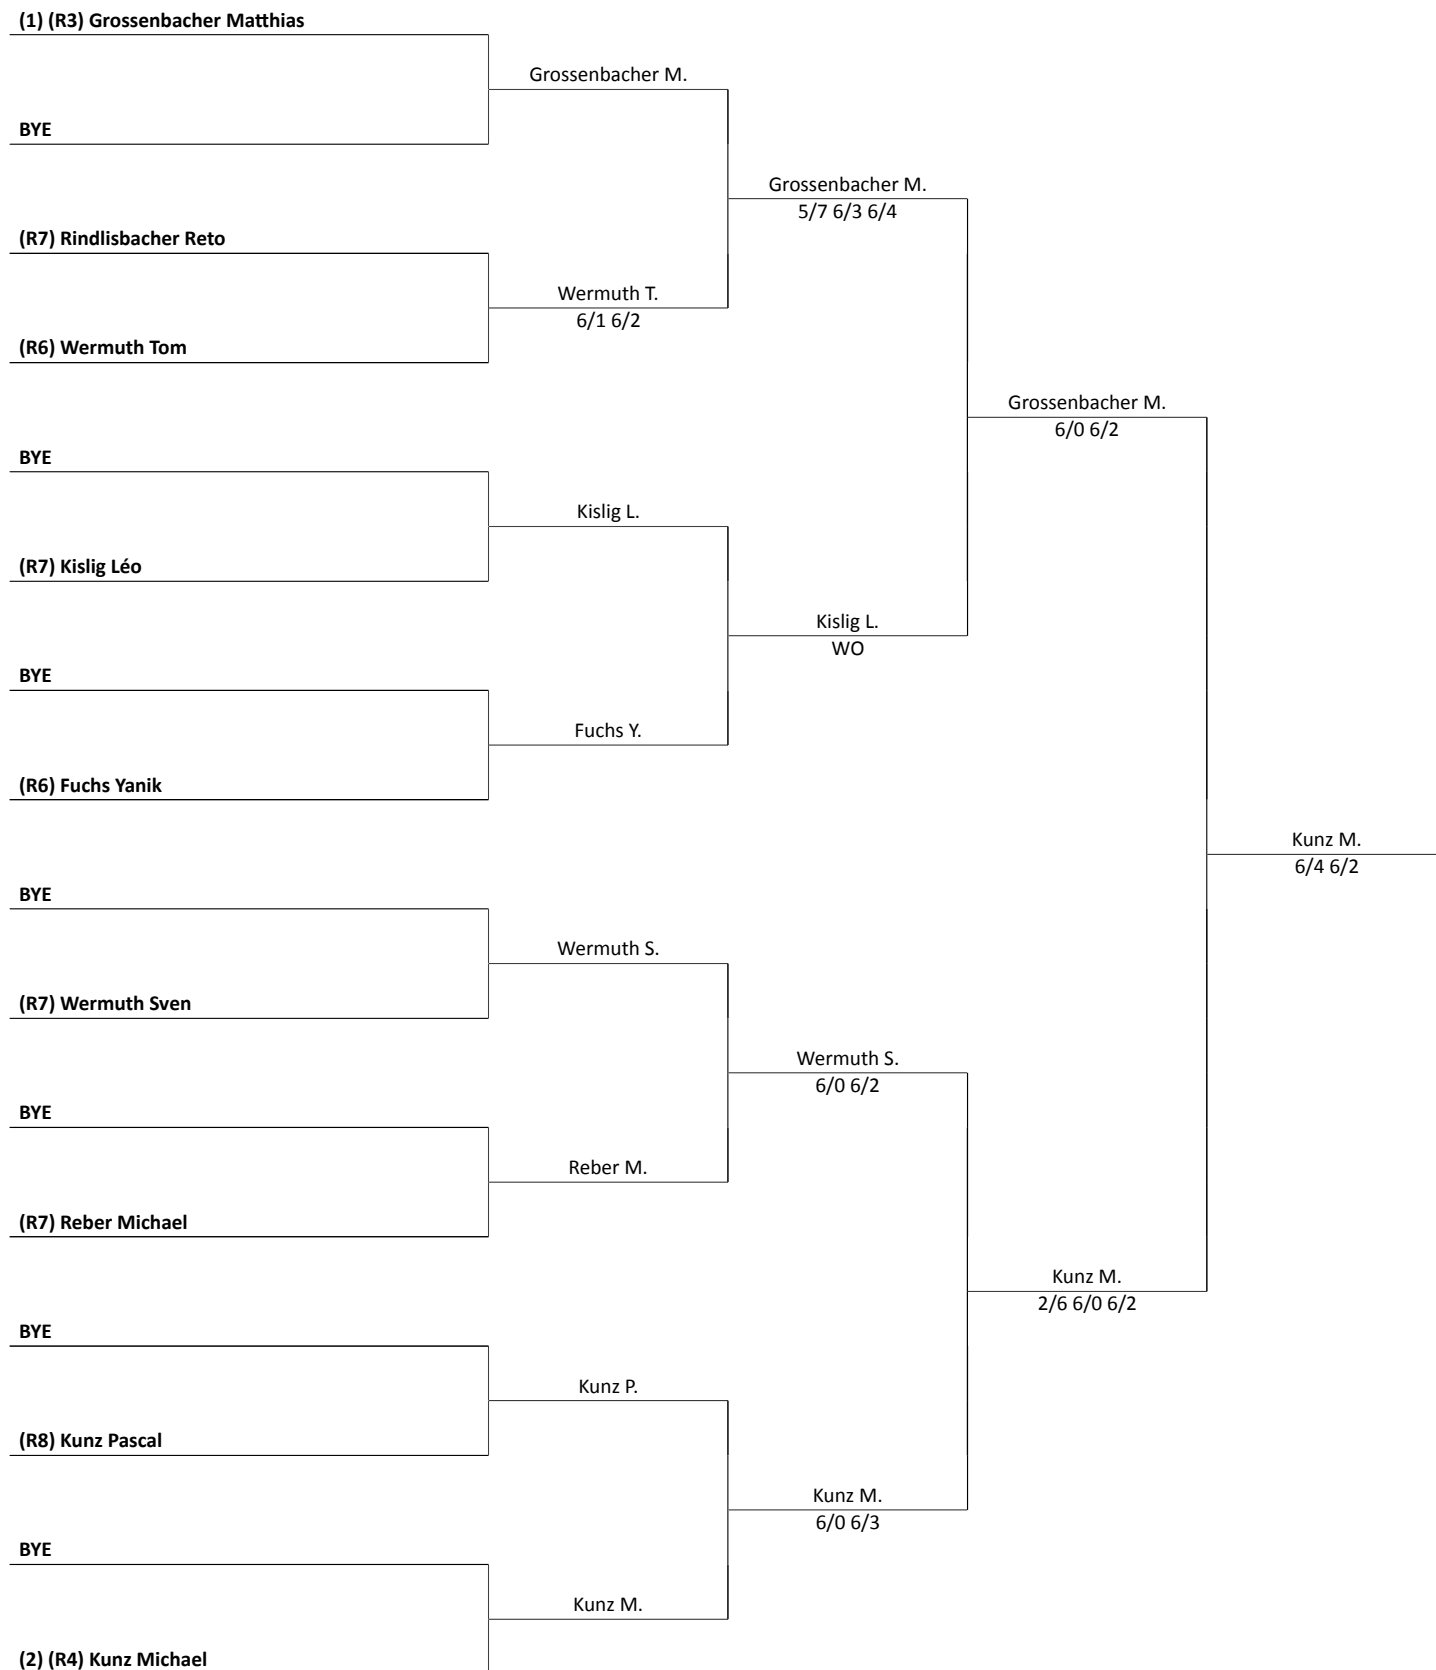 (1) (R3) Grossenbacher Matthias
Grossenbacher M.
BYE
Grossenbacher M.
5/7 6/3 6/4
(R7) Rindlisbacher Reto
Wermuth T.
6/1 6/2
(R6) Wermuth Tom
Grossenbacher M.
6/0 6/2
BYE
Kislig L.
(R7) Kislig Léo
Kislig L.
WO
BYE
Fuchs Y.
(R6) Fuchs Yanik
Kunz M.
6/4 6/2
BYE
Wermuth S.
(R7) Wermuth Sven
Wermuth S.
6/0 6/2
BYE
Reber M.
(R7) Reber Michael
Kunz M.
2/6 6/0 6/2
BYE
Kunz P.
(R8) Kunz Pascal
Kunz M.
6/0 6/3
BYE
Kunz M.
(2) (R4) Kunz Michael